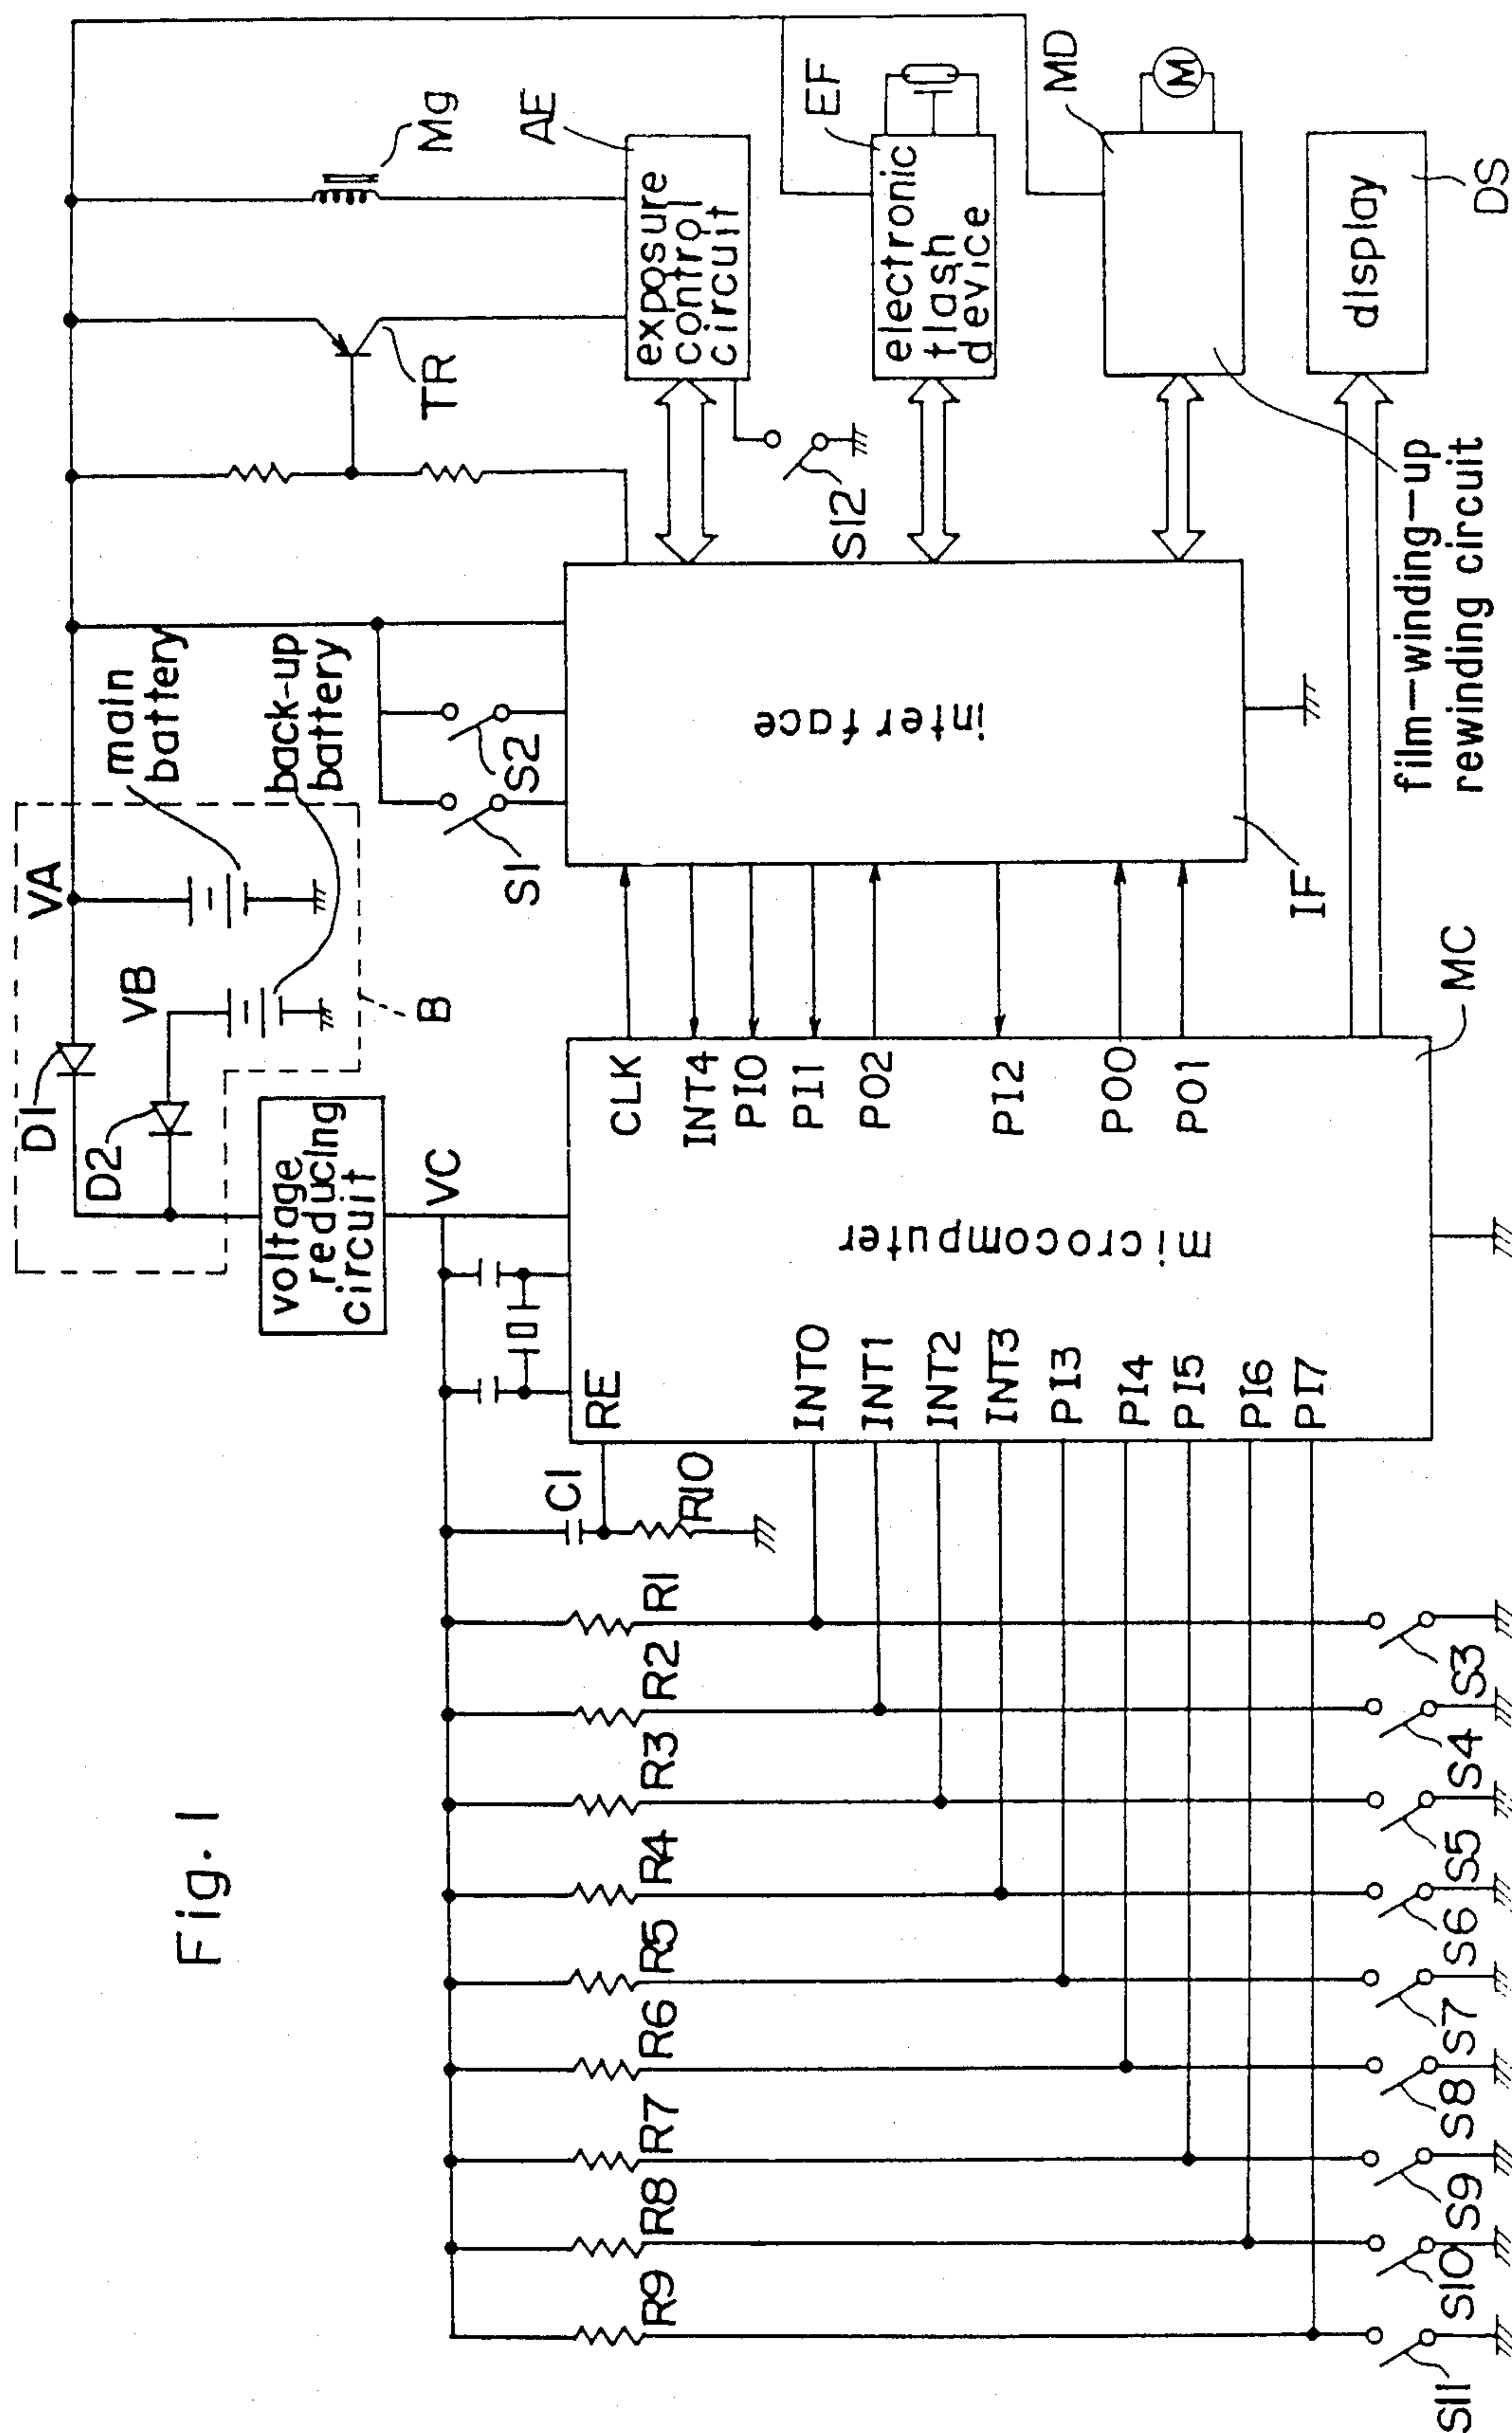 Fig. 1
VA
main
battery
back-up
battery
VB
D1
D2
B
voltage
reducing
circuit
VC
Mg
TR
AE
exposure
control
circuit
S12
EF
electronic
flash
device
MD
M
film-winding-up
rewinding circuit
display
DS
S1
S2
interface
IF
CLK
INT4
PI0
PI1
PO2
PI2
PO0
PO1
microcomputer
MC
RE
INT0
INT1
INT2
INT3
PI3
PI4
PI5
PI6
PI7
C1
R10
R1
R2
R3
R4
R5
R6
R7
R8
R9
S3
S4
S5
S6
S7
S8
S9
S10
S11